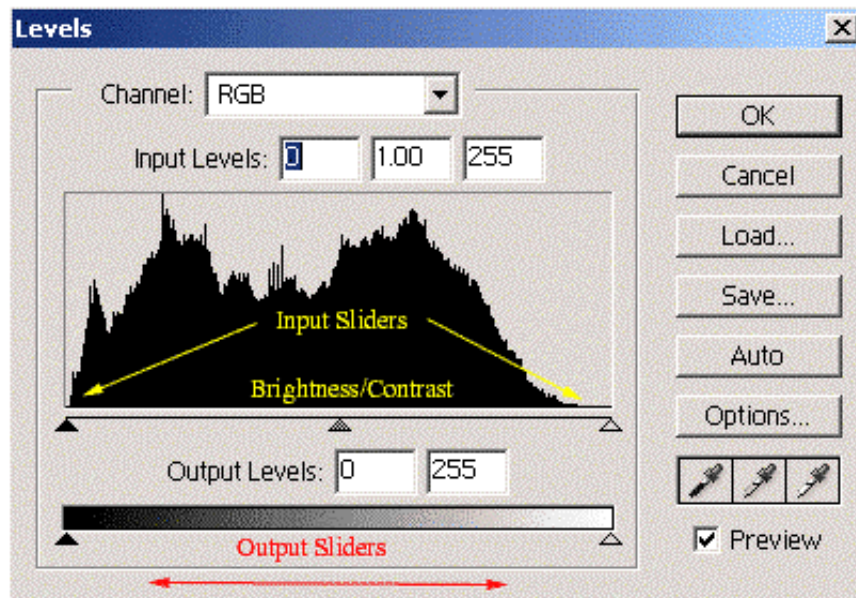 Levels
Channel: RGB
OK
Input Levels: 0 1.00 255
Cancel
Load...
Save...
Input Sliders
Auto
Brightness/Contrast
Options...
Output Levels: 0 255
Output Sliders
Preview